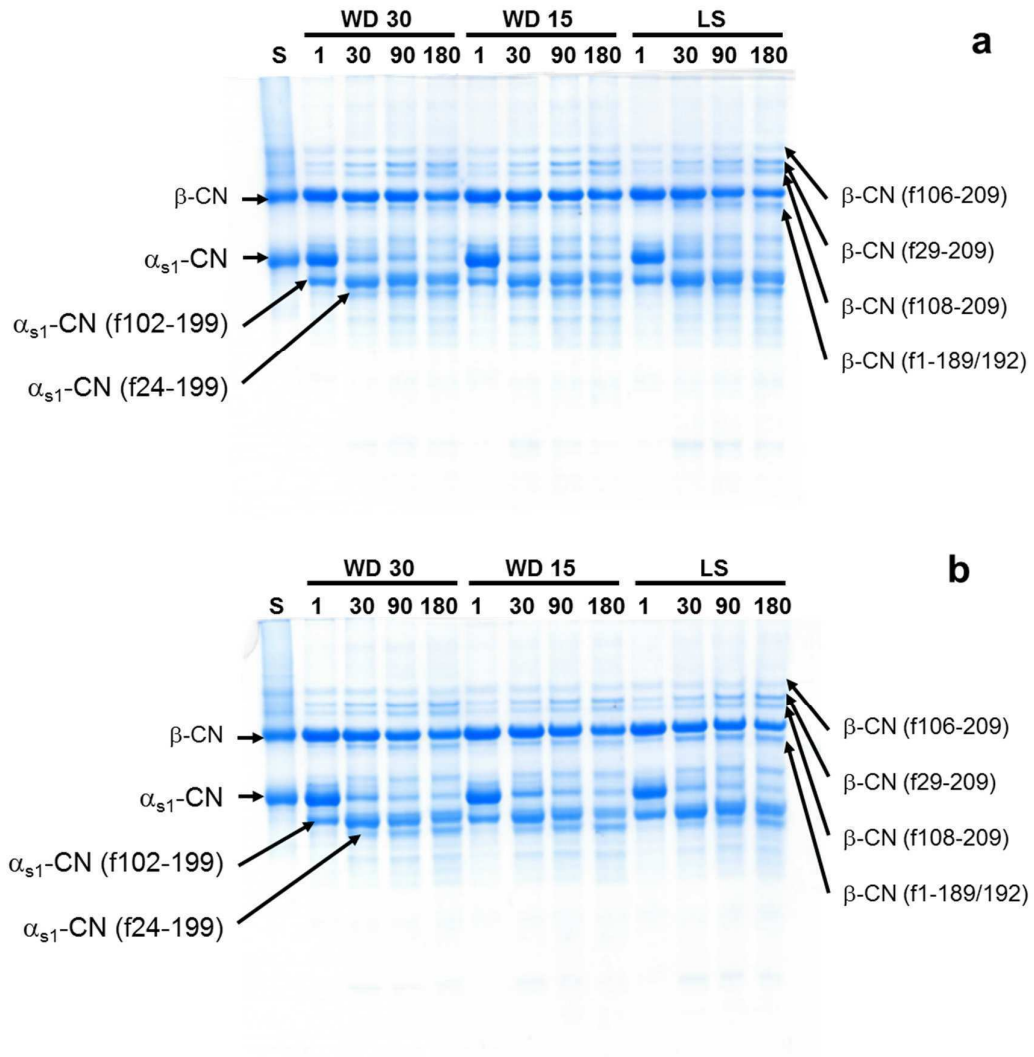 WD 30 WD 15 LS
a
S 1 30 90 180 1 30 90 180 1 30 90 180
β-CN
β-CN (f106-209)
αs1-CN
β-CN (f29-209)
β-CN (f108-209)
αs1-CN (f102-199)
β-CN (f1-189/192)
αs1-CN (f24-199)
WD 30 WD 15 LS
b
S 1 30 90 180 1 30 90 180 1 30 90 180
β-CN
β-CN (f106-209)
β-CN (f29-209)
αs1-CN
β-CN (f108-209)
αs1-CN (f102-199)
β-CN (f1-189/192)
αs1-CN (f24-199)